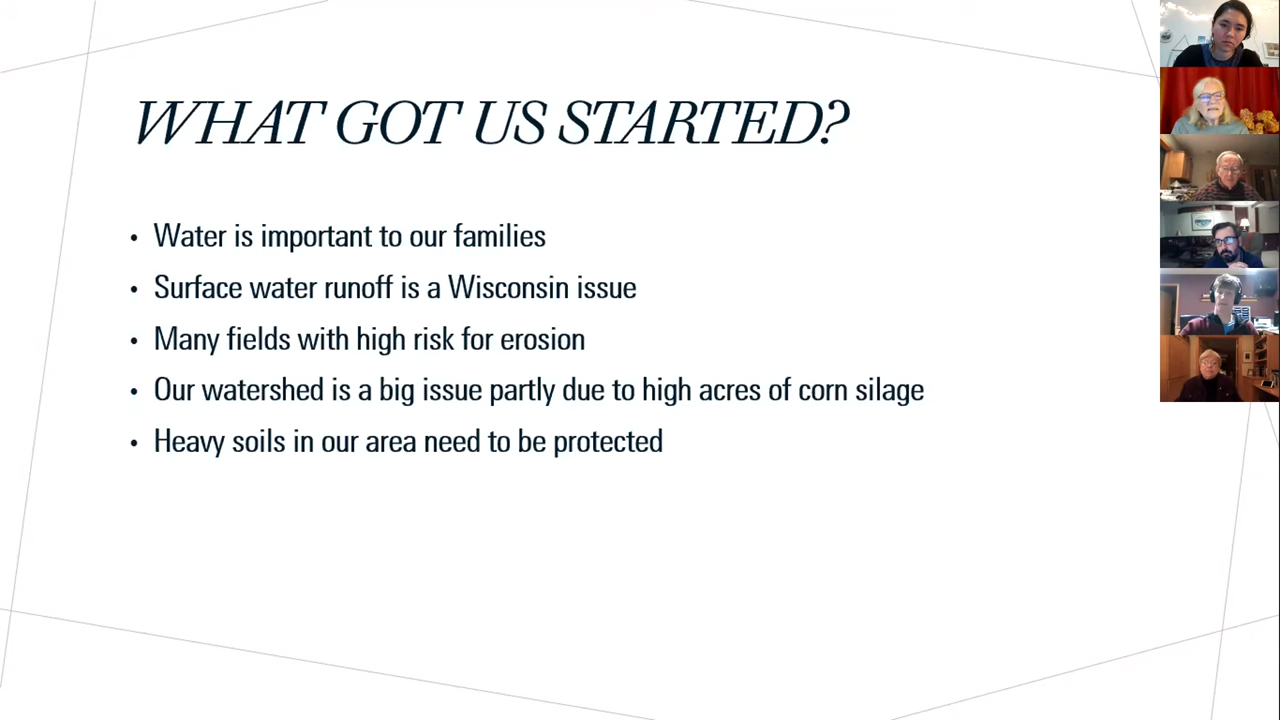 WHAT GOT US STARTED?
• Water is important to our families
• Surface water runoff is a Wisconsin issue
• Many fields with high risk for erosion
• Our watershed is a big issue partly due to high acres of corn silage
• Heavy soils in our area need to be protected